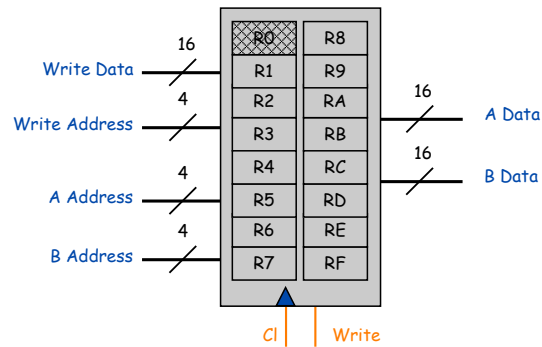 16
Write Data
4
Write Address
4
A Address
4
B Address
R0 R8
R1 R9
R2 RA
R3 RB
R4 RC
R5 RD
R6 RE
R7 RF
16
A Data
16
B Data
Cl Write